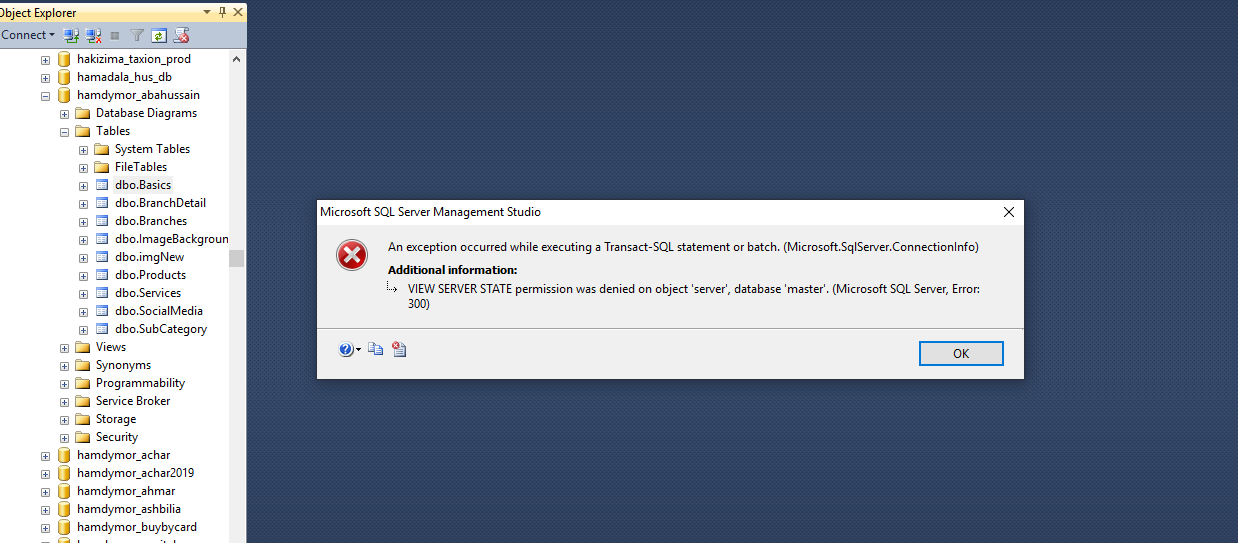 Object Explorer
Connect
hakizima_taxion_prod
hamadala_hus_db
hamdymor_abahussain
Database Diagrams
Tables
System Tables
FileTables
dbo.Basics
dbo.BranchDetail
dbo.Branches
dbo.ImageBackgroun
dbo.imgNew
dbo.Products
dbo.Services
dbo.SocialMedia
dbo.SubCategory
Views
Synonyms
Programmability
Service Broker
Storage
Security
hamdymor_achar
hamdymor_achar2019
hamdymor_ahmar
hamdymor_ashbilia
hamdymor_buybycard
Microsoft SQL Server Management Studio
An exception occurred while executing a Transact-SQL statement or batch. (Microsoft.SqlServer.ConnectionInfo)
Additional information:
VIEW SERVER STATE permission was denied on object 'server', database 'master'. (Microsoft SQL Server, Error:
300)
OK